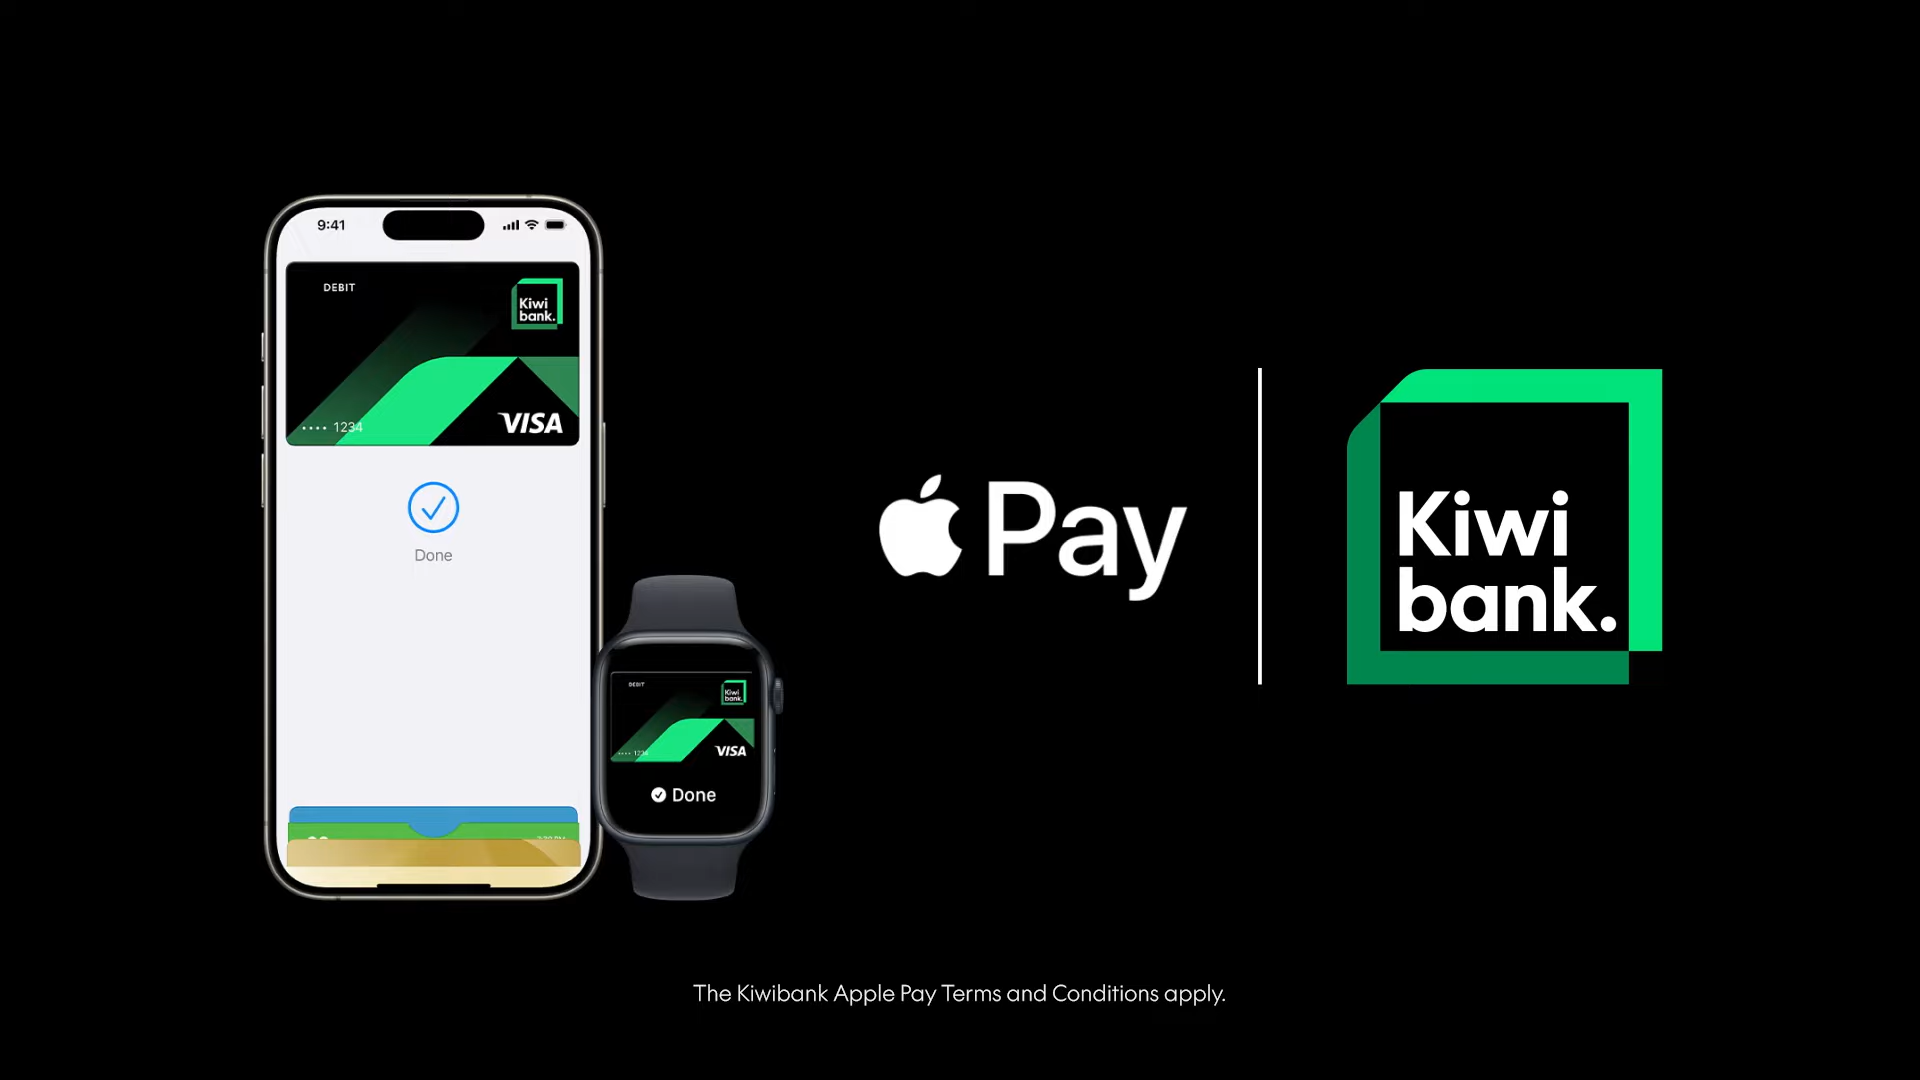 9:41
DEBIT
Kiwi
bank.
•••• 1234
VISA
Done
DEBIT
Kiwi
bank.
•••• 1234
VISA
Done
Pay
Kiwi
bank.
The Kiwibank Apple Pay Terms and Conditions apply.